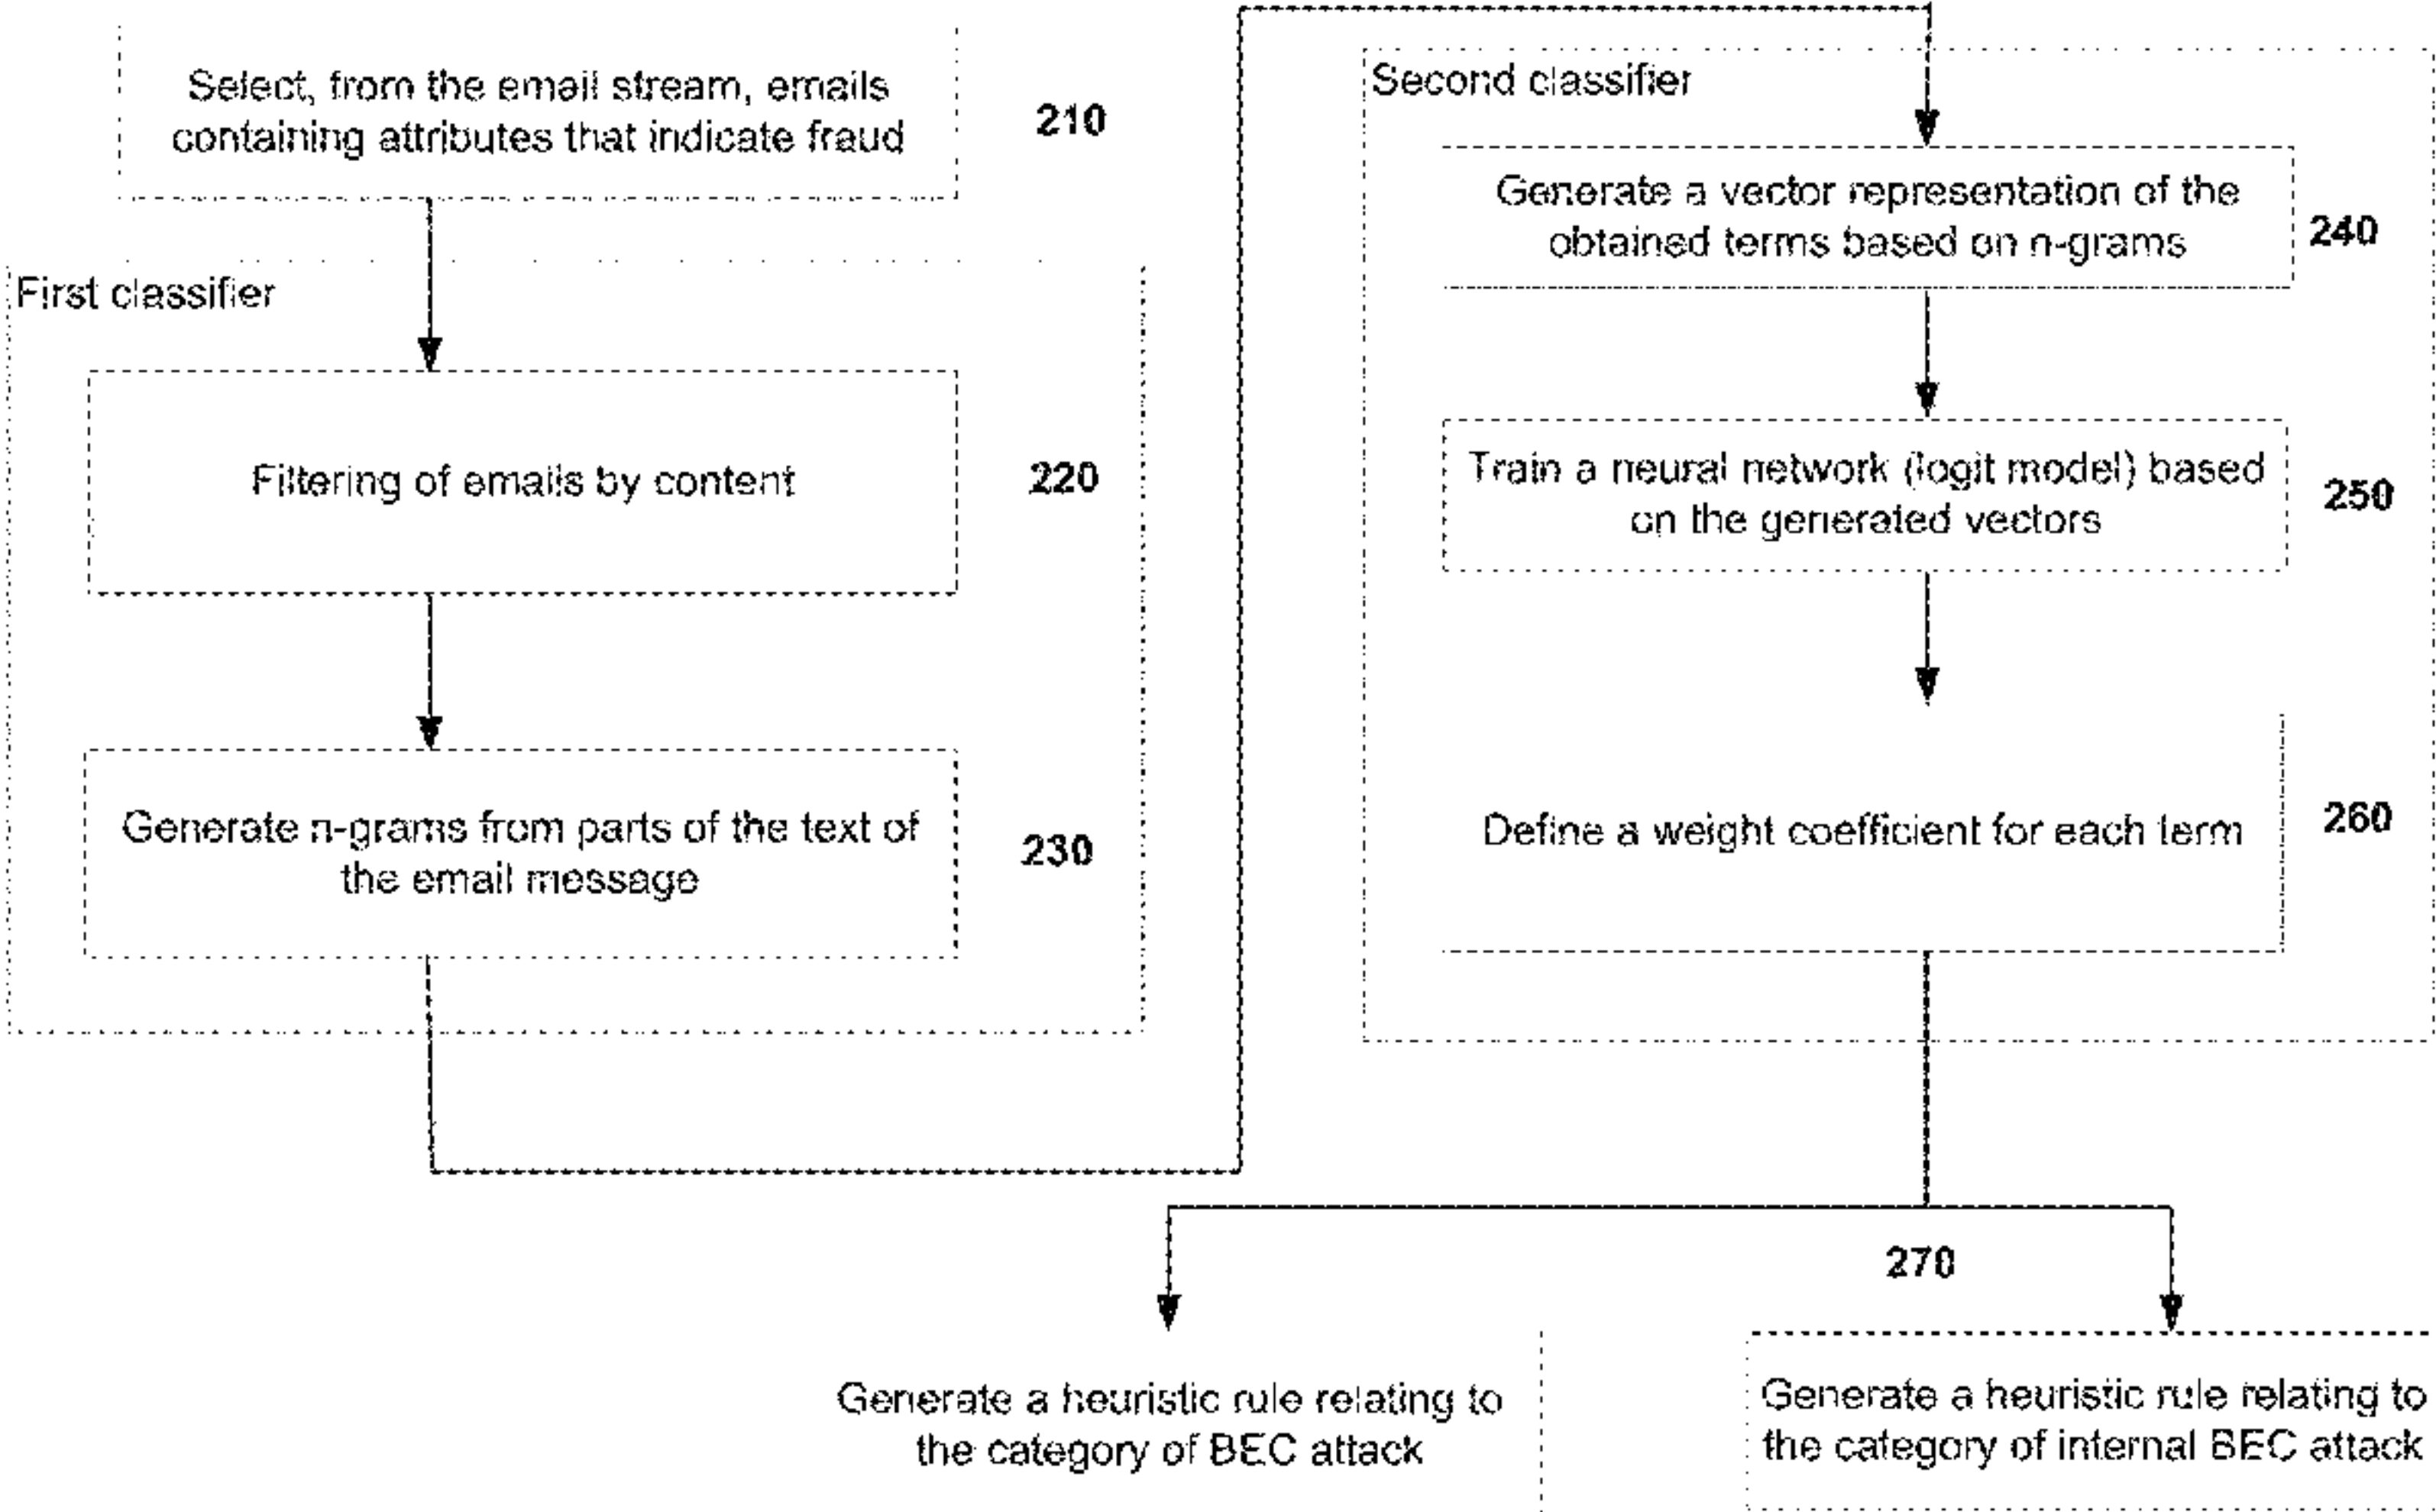 Select, from the email stream, emails
containing attributes that indicate fraud
210
First classifier
Filtering of emails by content
220
Generate n-grams from parts of the text of
the email message
230
Second classifier
Generate a vector representation of the
obtained terms based on n-grams
240
Train a neural network (logit model) based
on the generated vectors
250
Define a weight coefficient for each term
260
270
Generate a heuristic rule relating to
the category of BEC attack
Generate a heuristic rule relating to
the category of internal BEC attack